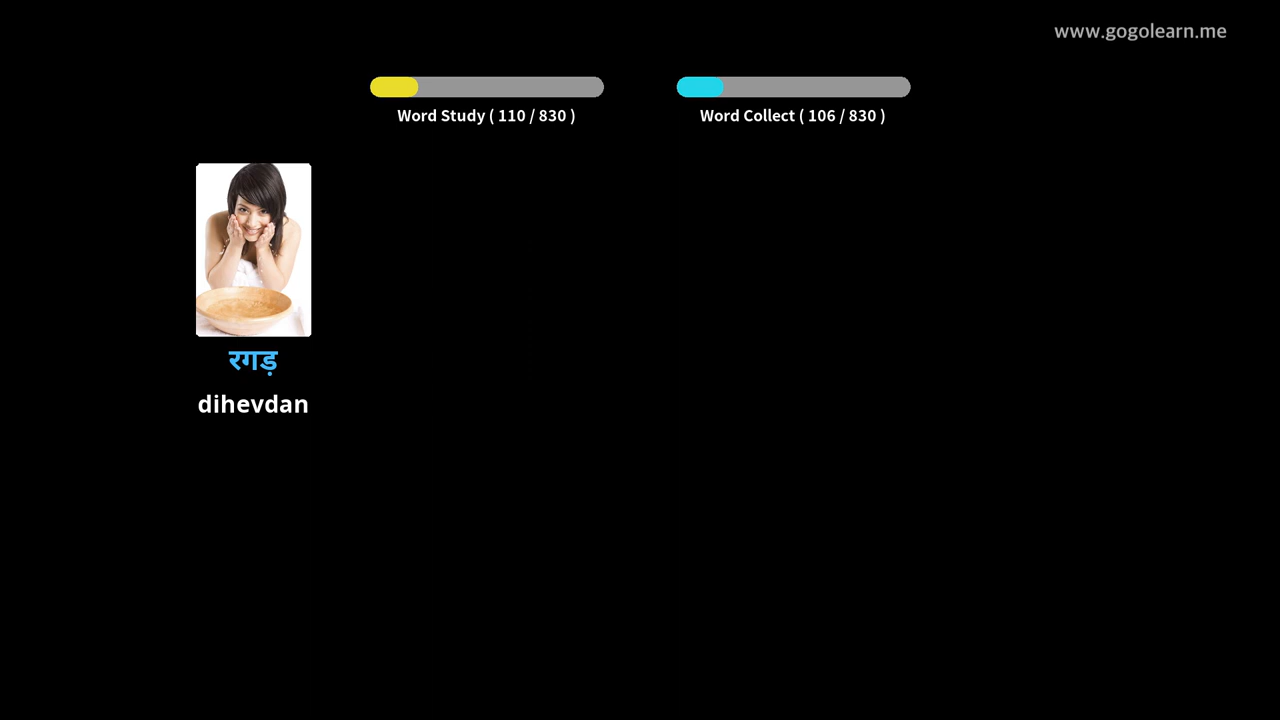 www.gogolearn.me
Word Study ( 110 / 830 )
Word Collect ( 106 / 830 )
रगड़
dihevdan